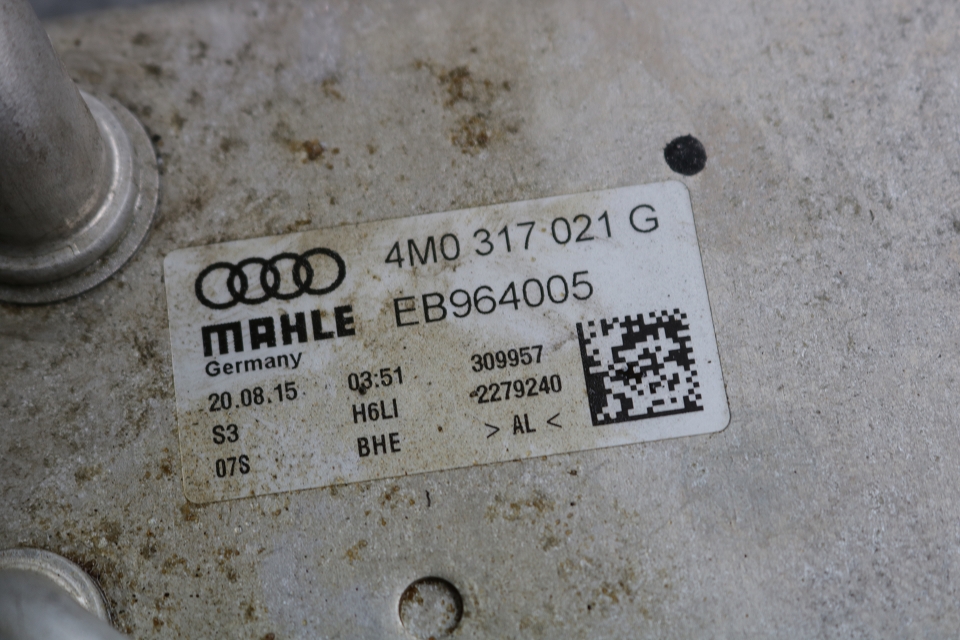 4M0 317 021 G
MAHLE EB964005
Germany
20.08.15 03:51 309957
S3 H6LI 2279240
07S BHE > AL <